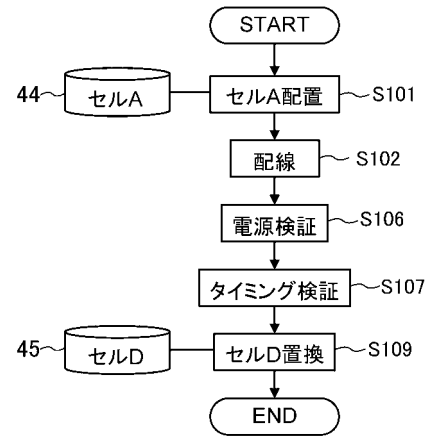 START
44
セルA
セルA配置
S101
配線
S102
電源検証
S106
タイミング検証
S107
45
セルD
セルD置換
S109
END